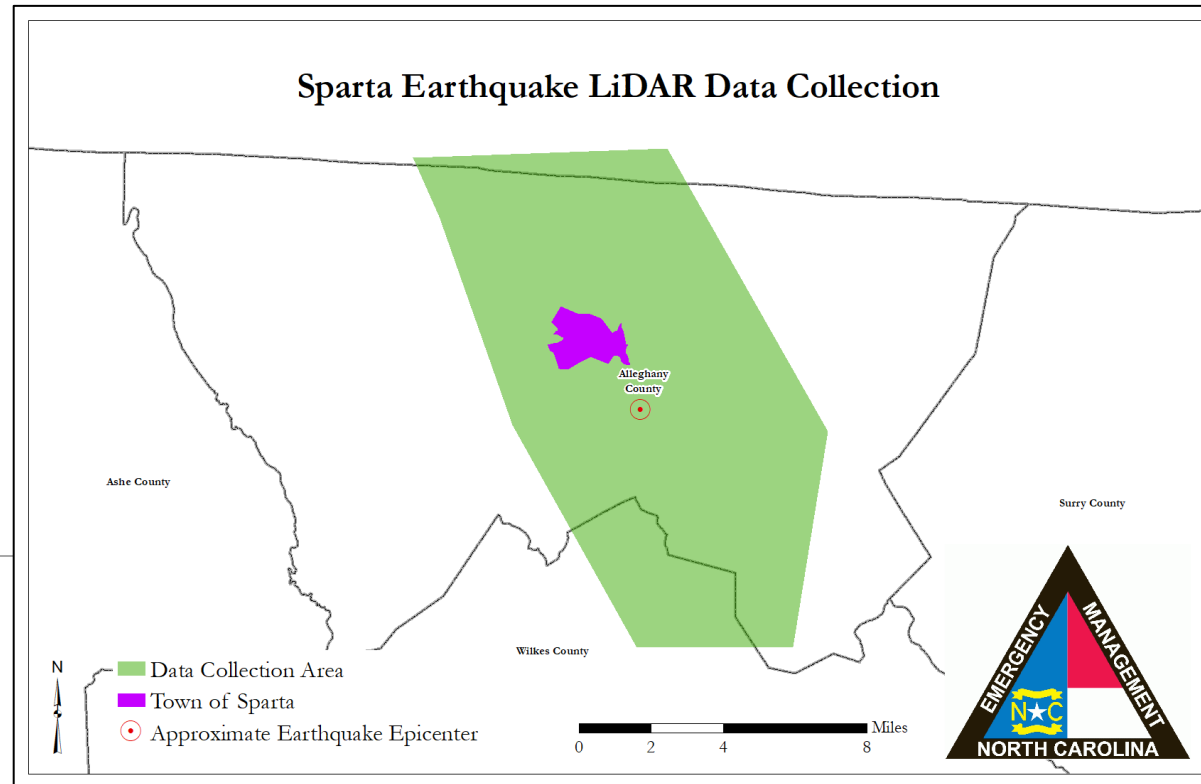 Sparta Earthquake LiDAR Data Collection
Alleghany
County
Ashe County
Surry County
Wilkes County
N
Data Collection Area
Town of Sparta
Approximate Earthquake Epicenter
Miles
0 2 4 8
EMERGENCY
MANAGEMENT
N C
NORTH CAROLINA